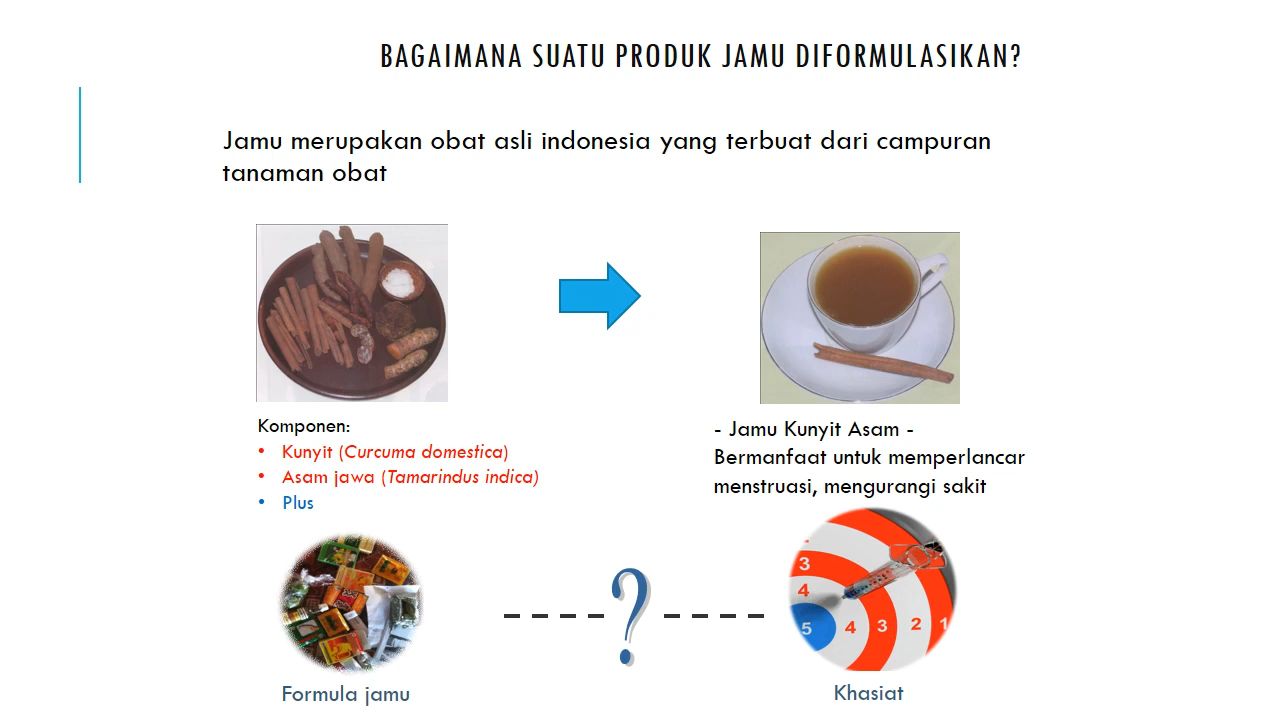 BAGAIMANA SUATU PRODUK JAMU DIFORMULASIKAN?
Jamu merupakan obat asli indonesia yang terbuat dari campuran
tanaman obat
Komponen:
• Kunyit (Curcuma domestica)
• Asam jawa (Tamarindus indica)
• Plus
- Jamu Kunyit Asam -
Bermanfaat untuk memperlancar
menstruasi, mengurangi sakit
?
3
4
5 4 3 2 1
Formula jamu
Khasiat